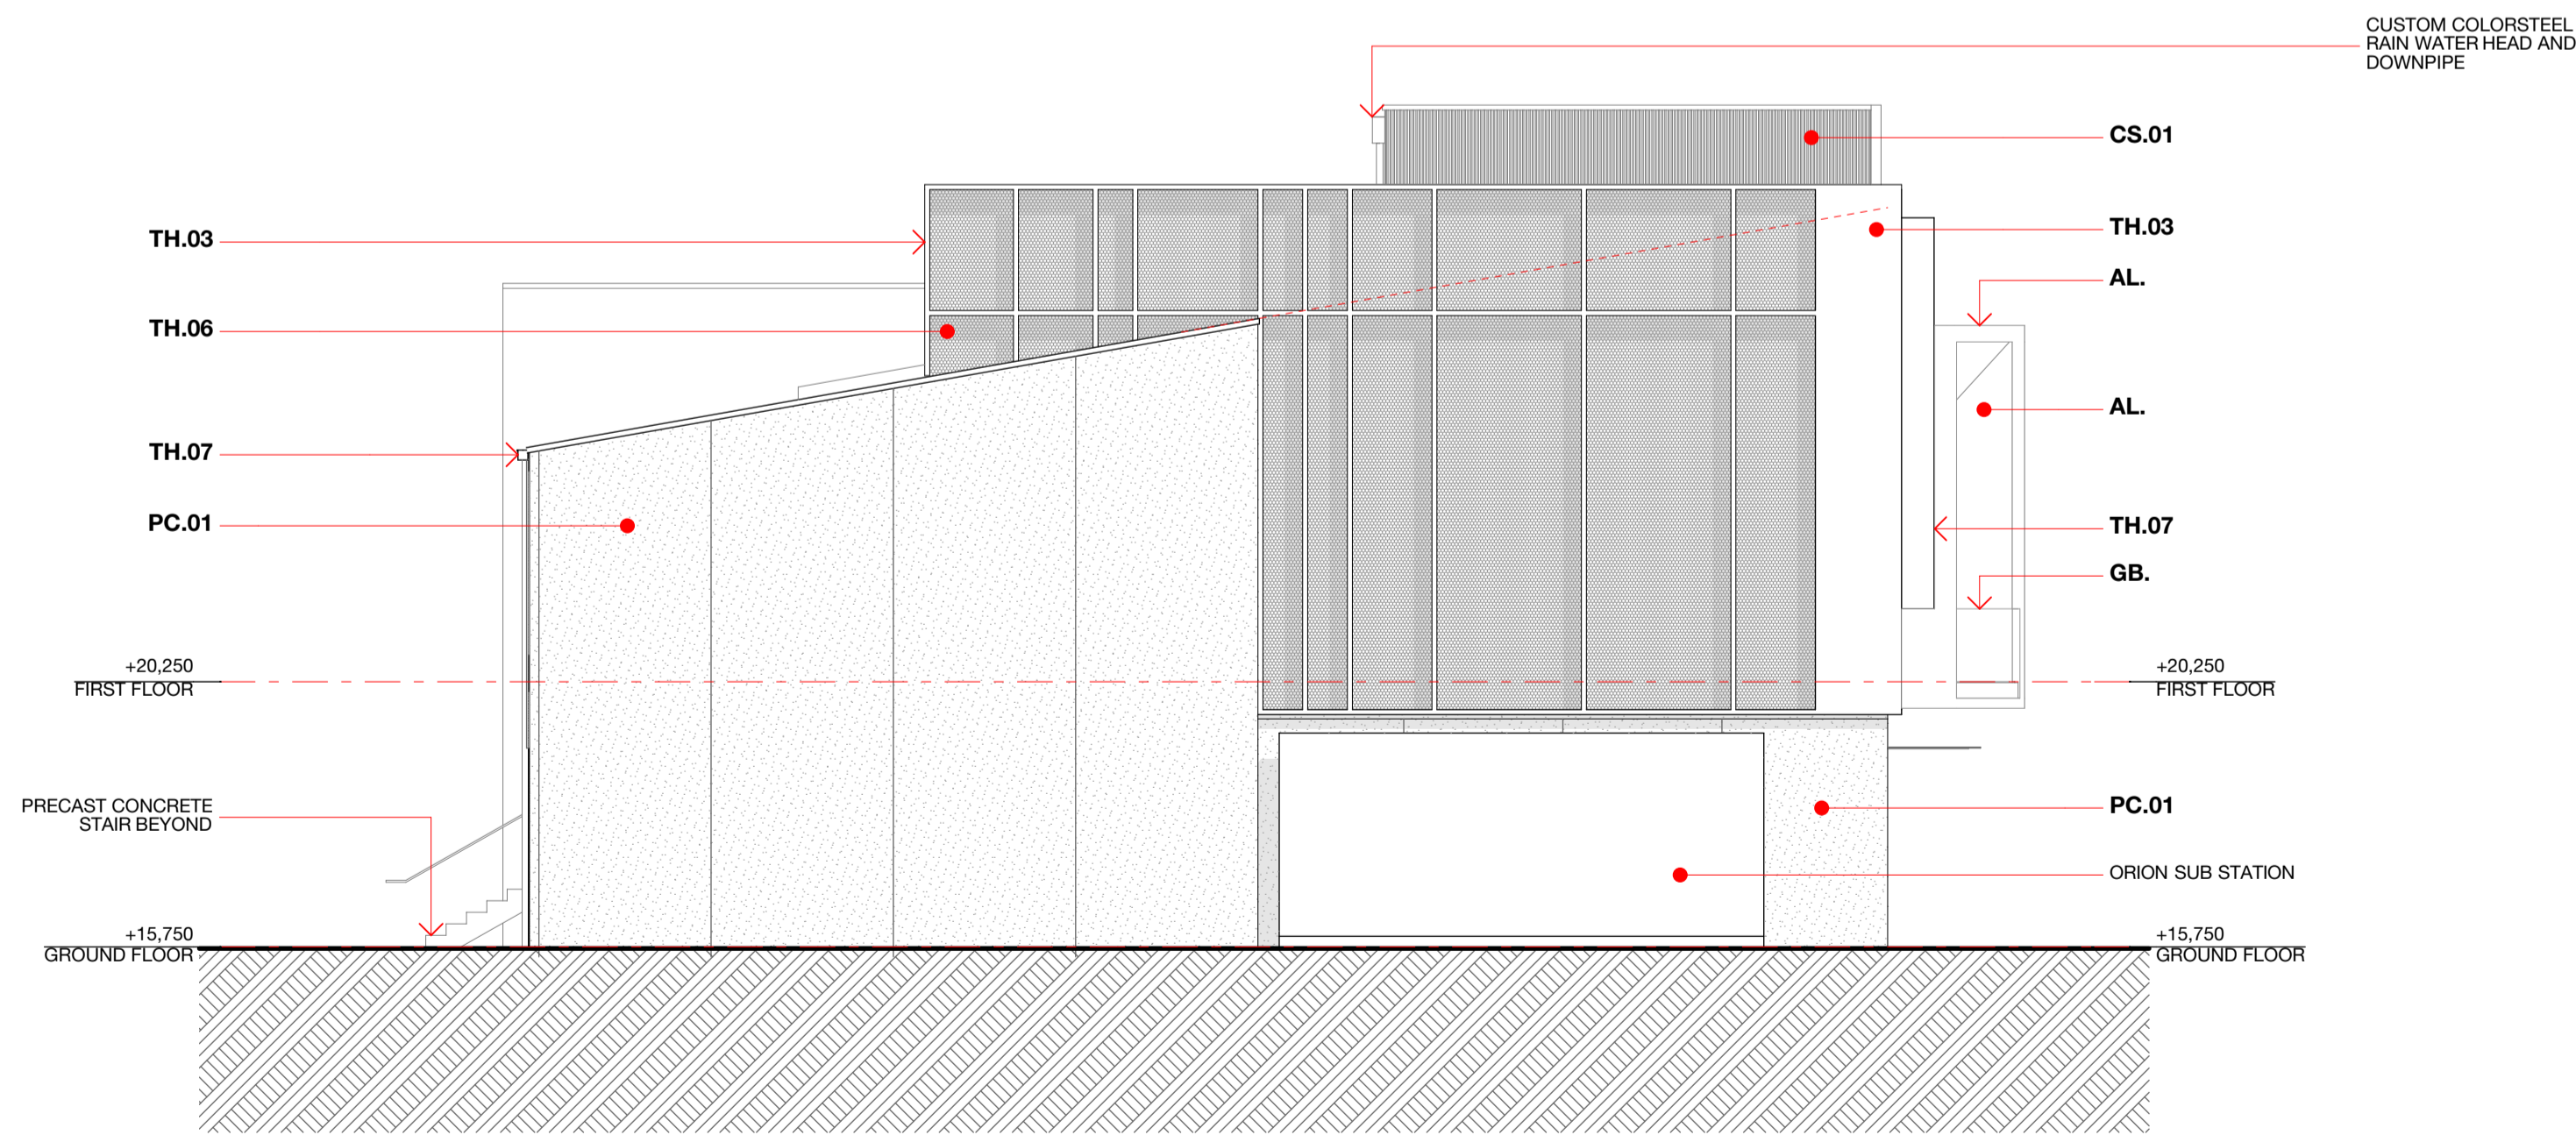 CUSTOM COLORSTEEL
RAIN WATER HEAD AND
DOWNPIPE
CS.01
TH.03
TH.03
AL.
TH.06
AL.
TH.07
PC.01
TH.07
GB.
+20,250
FIRST FLOOR
+20,250
FIRST FLOOR
PRECAST CONCRETE
STAIR BEYOND
PC.01
ORION SUB STATION
+15,750
GROUND FLOOR
+15,750
GROUND FLOOR